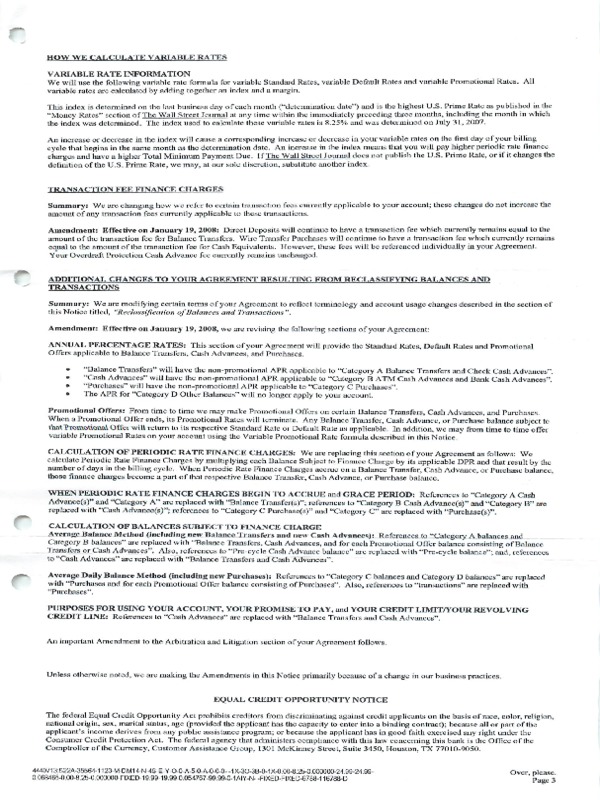 HOW WE CALCULATE VARIABLE RATES
VARIABLE RATE INFORMATION
We will use the following variable rate formula for variable Standard Rates, variable Default Rates and variable Promotional Rates. All
variable rates are calculated by adding together an index and a margin.
This index is determined on the last business day of each month ("determination date") and is the highest U.S. Prime Rate as published in the
"Money Rates" section of The Wall Street Journal at any time within the immediately preceding three months, including the month in which
the index was determined. The index used to calculate these variable rates is 8.25% and was determined on July 31, 2007.
An increase or decrease in the index will cause a corresponding increase or decrease in your variable rates on the first day of your billing
cycle that begins in the same month as the determination date. An increase in the index means that you will pay higher periodic rate finance
charges and have a higher Total Minimum Payment Due. If The Wall Street Journal does not publish the U.S. Prime Rate, or if it changes the
definition of the U.S. Prime Rate, we may, at our sole discretion, substitute another index.
TRANSACTION FEE FINANCE CHARGES
Summary: We are changing how we refer to certain transaction fees currently applicable to your account; these changes do not increase the
amount of any transaction fees currently applicable to these transactions.
Amendment: Effective on January 19, 2008: Direct Deposits will continue to have a transaction fee which currently remains equal to the
amount of the transaction fee for Balance Transfers. Wire Transfer Purchases will continue to have a transaction fee which currently remains
equal to the amount of the transaction fee for Cash Equivalents. However, these fees will be referenced individually in your Agreement.
Your Overdraft Protection Cash Advance fee currently remains unchanged.
ADDITIONAL CHANGES TO YOUR AGREEMENT RESULTING FROM RECLASSIFYING BALANCES AND
TRANSACTIONS
Summary: We are modifying certain terms of your Agreement to reflect terminology and account usage changes described in the section of
this Notice titled, "Reclassification of Balances and Transactions".
Amendment: Effective on January 19, 2008, we are revising the following sections of your Agreement:
ANNUAL PERCENTAGE RATES: This section of your Agreement will provide the Standard Rates, Default Rates and Promotional
Offers applicable to Balance Transfers, Cash Advances, and Purchases.
• "Balance Transfers" will have the non-promotional APR applicable to "Category A Balance Transfers and Check Cash Advances".
• "Cash Advances" will have the non-promotional APR applicable to "Category B ATM Cash Advances and Bank Cash Advances".
• "Purchases" will have the non-promotional APR applicable to "Category C Purchases".
• The APR for "Category D Other Balances" will no longer apply to your account.
Promotional Offers: From time to time we may make Promotional Offers on certain Balance Transfers, Cash Advances, and Purchases.
When a Promotional Offer ends, its Promotional Rates will terminate. Any Balance Transfer, Cash Advance, or Purchase balance subject to
that Promotional Offer will return to its respective Standard Rate or Default Rate as applicable. In addition, we may from time to time offer
variable Promotional Rates on your account using the Variable Promotional Rate formula described in this Notice.
CALCULATION OF PERIODIC RATE FINANCE CHARGES: We are replacing this section of your Agreement as follows: We
calculate Periodic Rate Finance Charges by multiplying each Balance Subject to Finance Charge by its applicable DPR and that result by the
number of days in the billing cycle. When Periodic Rate Finance Charges accrue on a Balance Transfer, Cash Advance, or Purchase balance,
those finance charges become a part of that respective Balance Transfer, Cash Advance, or Purchase balance.
WHEN PERIODIC RATE FINANCE CHARGES BEGIN TO ACCRUE and GRACE PERIOD: References to "Category A Cash
Advance(s)" and "Category A" are replaced with "Balance Transfer(s)"; references to "Category B Cash Advance(s)" and "Category B" are
replaced with "Cash Advance(s)"; references to "Category C Purchase(s)" and "Category C" are replaced with "Purchase(s)".
CALCULATION OF BALANCES SUBJECT TO FINANCE CHARGE
Average Balance Method (including new Balance Transfers and new Cash Advances): References to "Category A balances and
Category B balances" are replaced with "Balance Transfers, Cash Advances, and for each Promotional Offer balance consisting of Balance
Transfers or Cash Advances". Also, references to "Pre-cycle Cash Advance balance" are replaced with "Pre-cycle balance"; and, references
to "Cash Advances" are replaced with "Balance Transfers and Cash Advances".
Average Daily Balance Method (including new Purchases): References to "Category C balances and Category D balances" are replaced
with "Purchases and for each Promotional Offer balance consisting of Purchases". Also, references to "transactions" are replaced with
"Purchases".
PURPOSES FOR USING YOUR ACCOUNT, YOUR PROMISE TO PAY, and YOUR CREDIT LIMIT/YOUR REVOLVING
CREDIT LINE: References to "Cash Advances" are replaced with "Balance Transfers and Cash Advances".
An important Amendment to the Arbitration and Litigation section of your Agreement follows.
Unless otherwise noted, we are making the Amendments in this Notice primarily because of a change in our business practices.
EQUAL CREDIT OPPORTUNITY NOTICE
The federal Equal Credit Opportunity Act prohibits creditors from discriminating against credit applicants on the basis of race, color, religion,
national origin, sex, marital status, age (provided the applicant has the capacity to enter into a binding contract); because all or part of the
applicant's income derives from any public assistance program; or because the applicant has in good faith exercised any right under the
Consumer Credit Protection Act. The federal agency that administers compliance with this law concerning this bank is the Office of the
Comptroller of the Currency, Customer Assistance Group, 1301 McKinney Street, Suite 3450, Houston, TX 77010-9050.
Over, please.
Page 3